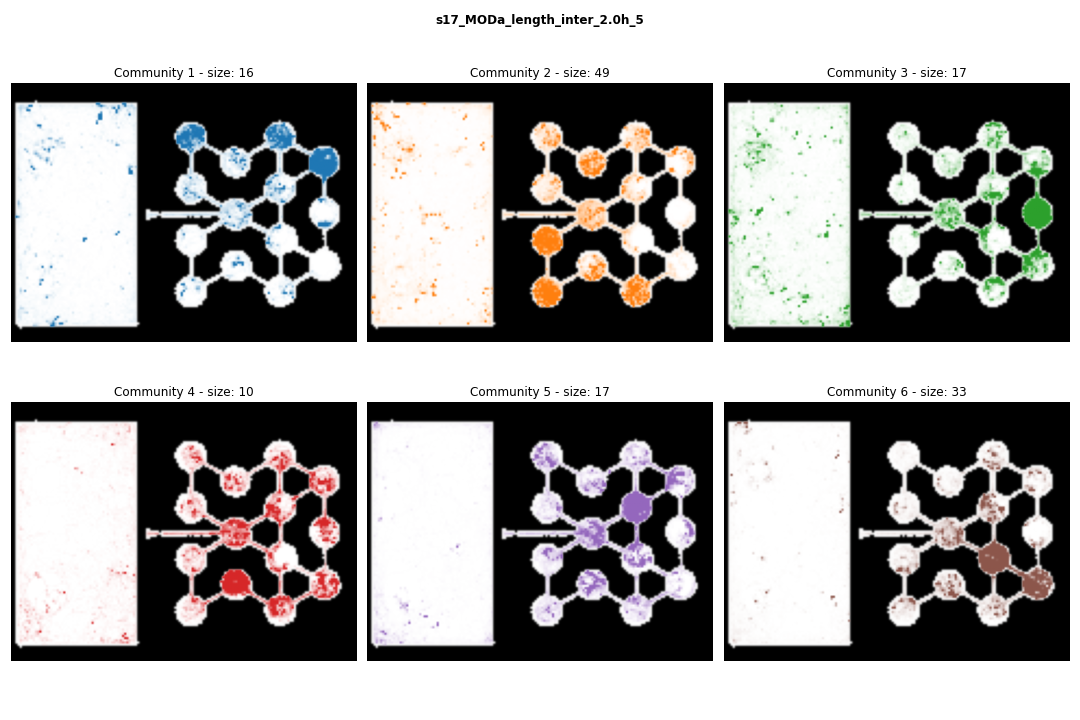 s17_MODa_length_inter_2.0h_5
Community 1 - size: 16
Community 2 - size: 49
Community 3 - size: 17
Community 4 - size: 10
Community 5 - size: 17
Community 6 - size: 33